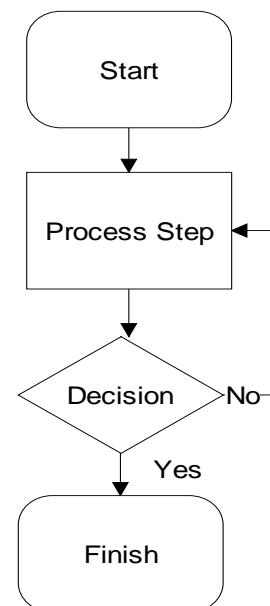 Start
Process Step
Decision
No
Yes
Finish